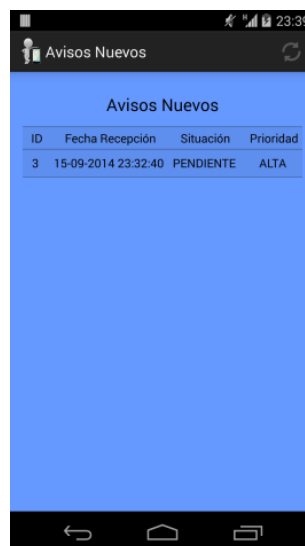 23:39
Avisos Nuevos
Avisos Nuevos
ID Fecha Recepción Situación Prioridad
3 15-09-2014 23:32:40 PENDIENTE ALTA